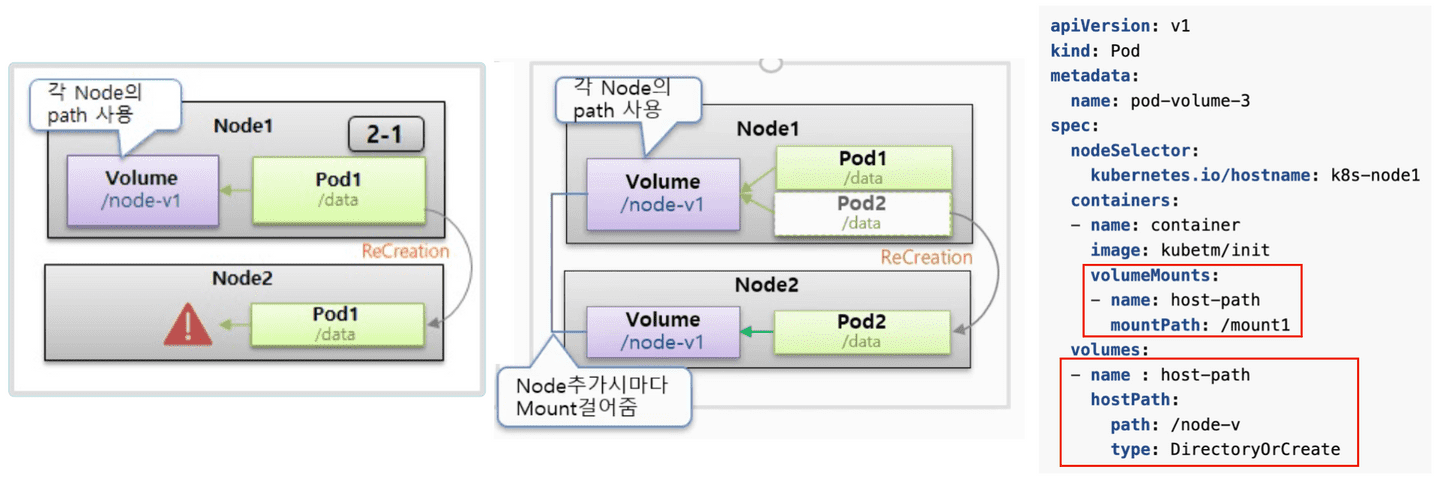 각 Node의
path 사용
Node1
2-1
Volume
/node-v1
Pod1
/data
ReCreation
Node2
Pod1
/data
각 Node의
path 사용
Node1
Volume
/node-v1
Pod1
/data
Pod2
/data
ReCreation
Node2
Volume
/node-v1
Pod2
/data
Node추가시마다
Mount걸어줌
apiVersion: v1
kind: Pod
metadata:
  name: pod-volume-3
spec:
  nodeSelector:
    kubernetes.io/hostname: k8s-node1
  containers:
  - name: container
    image: kubetm/init
    volumeMounts:
    - name: host-path
      mountPath: /mount1
  volumes:
  - name : host-path
    hostPath:
      path: /node-v
      type: DirectoryOrCreate